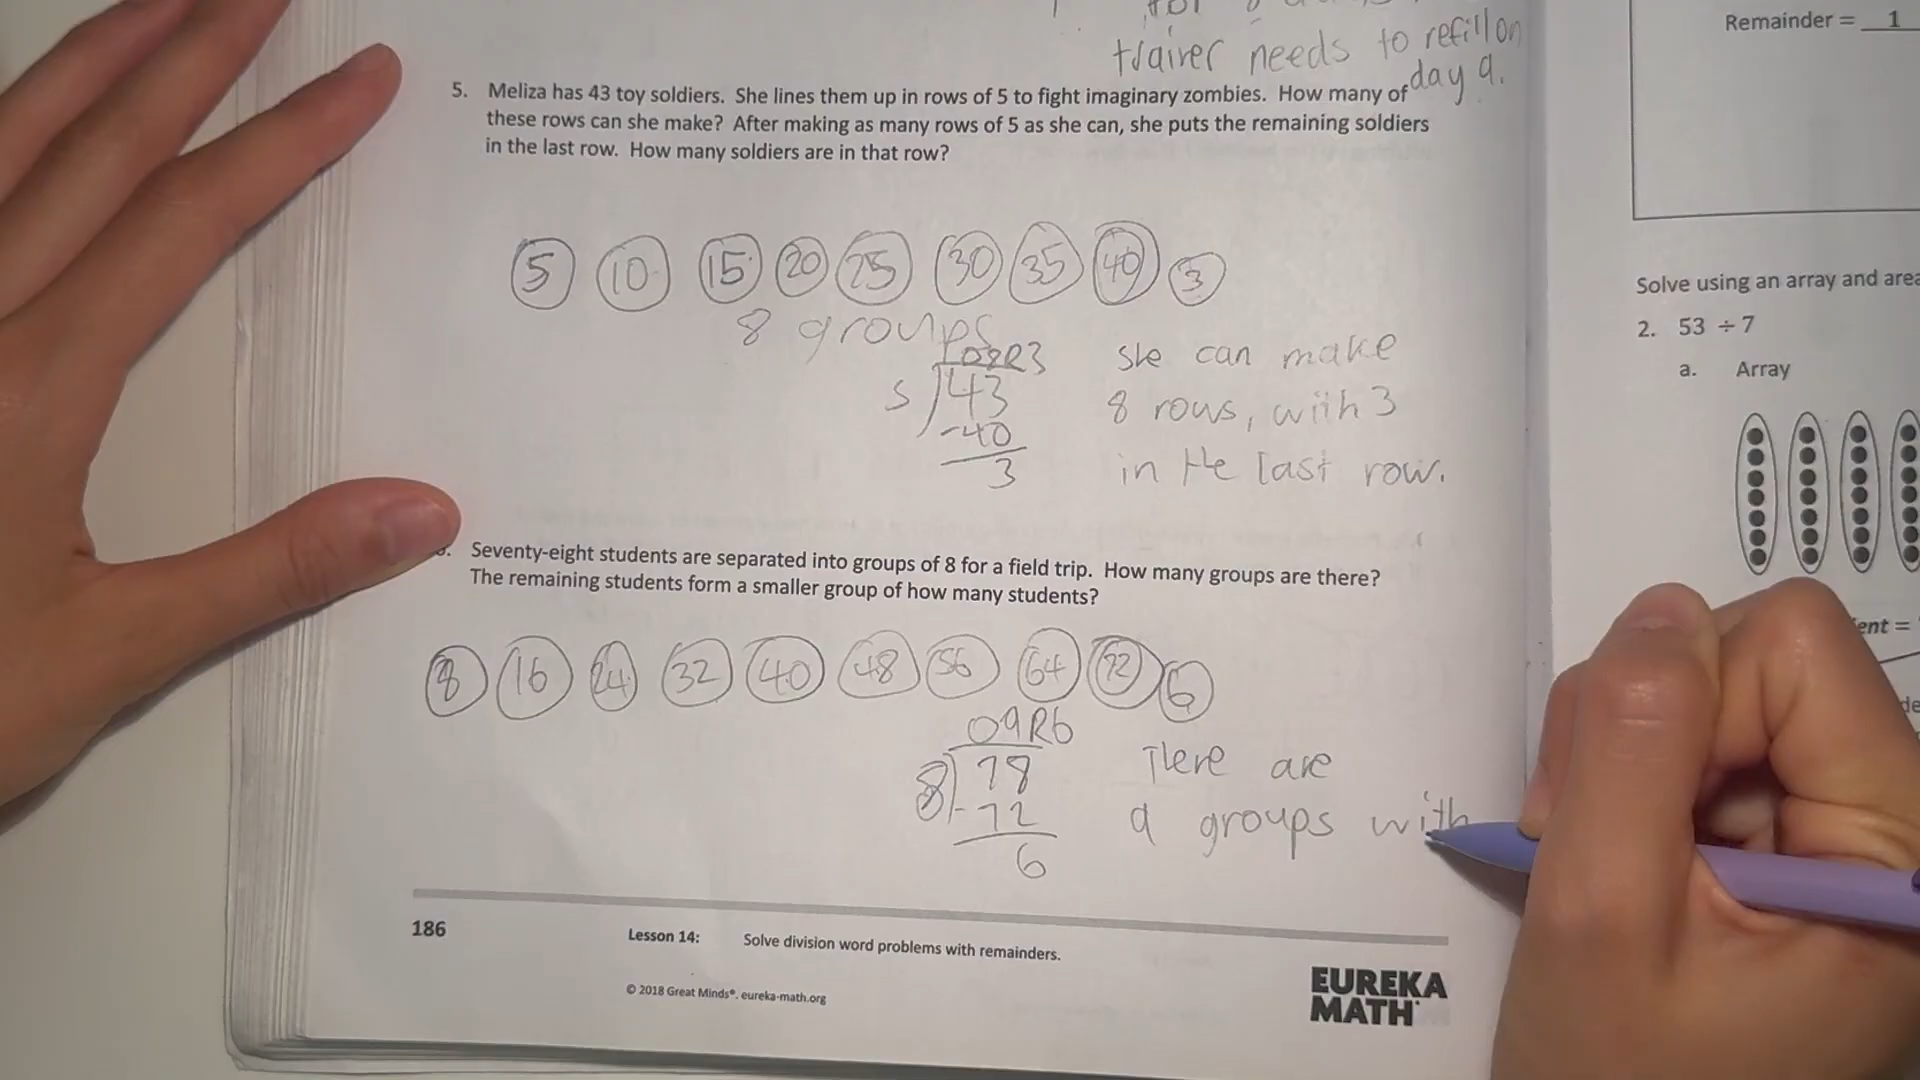 trainer needs to refill on
day 9.
Remainder = 1
5. Meliza has 43 toy soldiers. She lines them up in rows of 5 to fight imaginary zombies. How many of
these rows can she make? After making as many rows of 5 as she can, she puts the remaining soldiers
in the last row. How many soldiers are in that row?
5 10 15 20 25 30 35 40 3
8 groups
08R3
5 43
-40
3
She can make
8 rows, with 3
in the last row.
Seventy-eight students are separated into groups of 8 for a field trip. How many groups are there?
The remaining students form a smaller group of how many students?
8 16 24 32 40 48 56 64 72 6
09R6
8 78
-72
6
There are
9 groups with
186
Lesson 14: Solve division word problems with remainders.
© 2018 Great Minds®. eureka-math.org
EUREKA
MATH
Solve using an array and area
2. 53 ÷ 7
a. Array
ent =